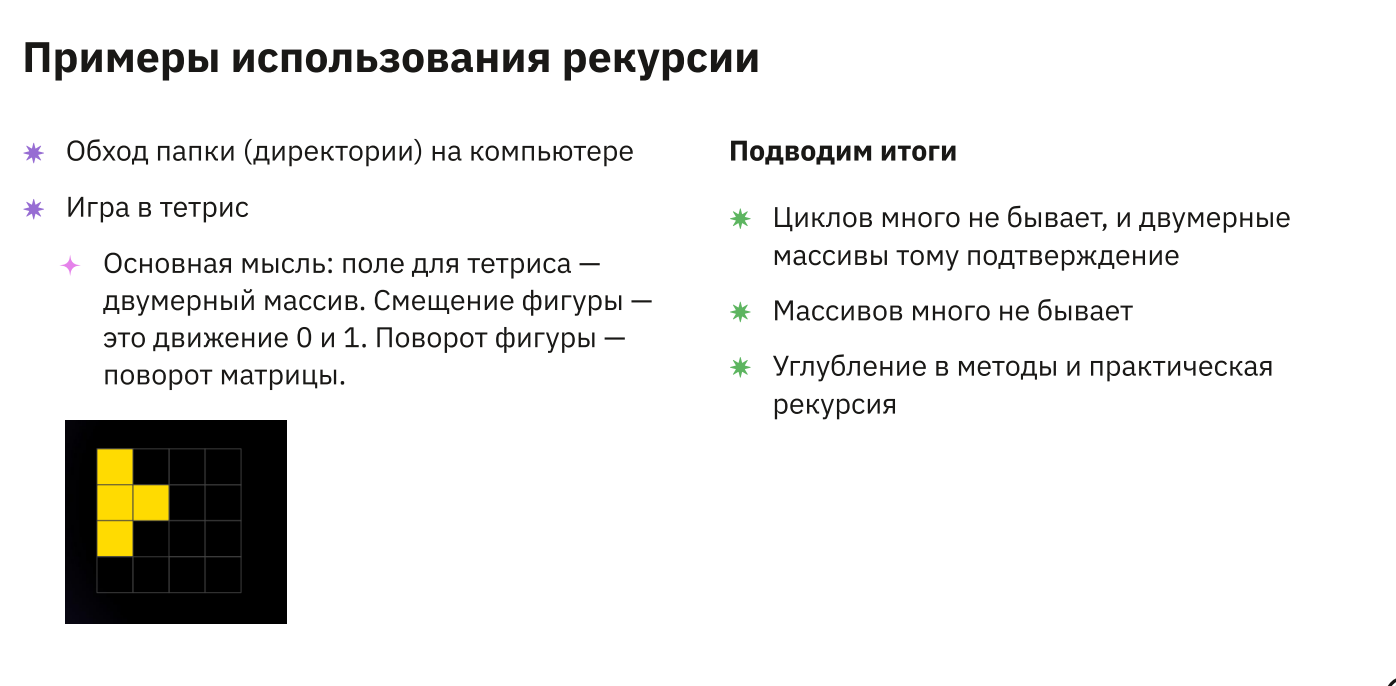 Примеры использования рекурсии
Обход папки (директории) на компьютере
Игра в тетрис
Основная мысль: поле для тетриса —
двумерный массив. Смещение фигуры —
это движение 0 и 1. Поворот фигуры —
поворот матрицы.
Подводим итоги
Циклов много не бывает, и двумерные
массивы тому подтверждение
Массивов много не бывает
Углубление в методы и практическая
рекурсия